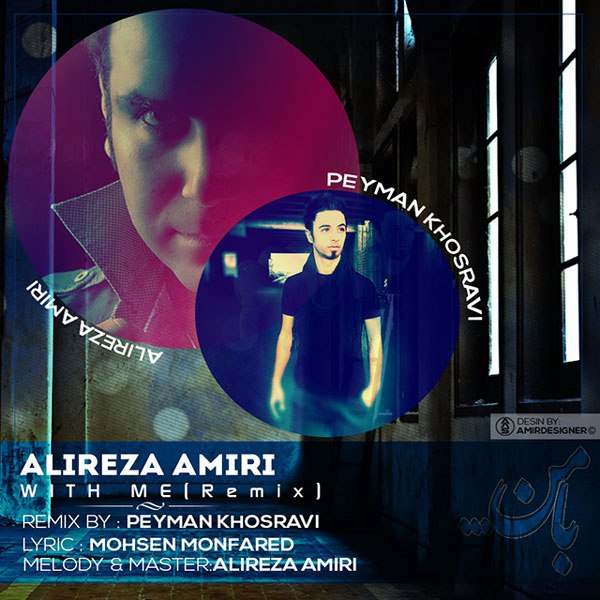 PEYMAN KHOSRAVI
ALIREZA AMIRI
DESIN BY:
AMIRDESIGNER©
ALIREZA AMIRI
WITH ME(Remix)
REMIX BY : PEYMAN KHOSRAVI
LYRIC : MOHSEN MONFARED
MELODY & MASTER:ALIREZA AMIRI
با من...